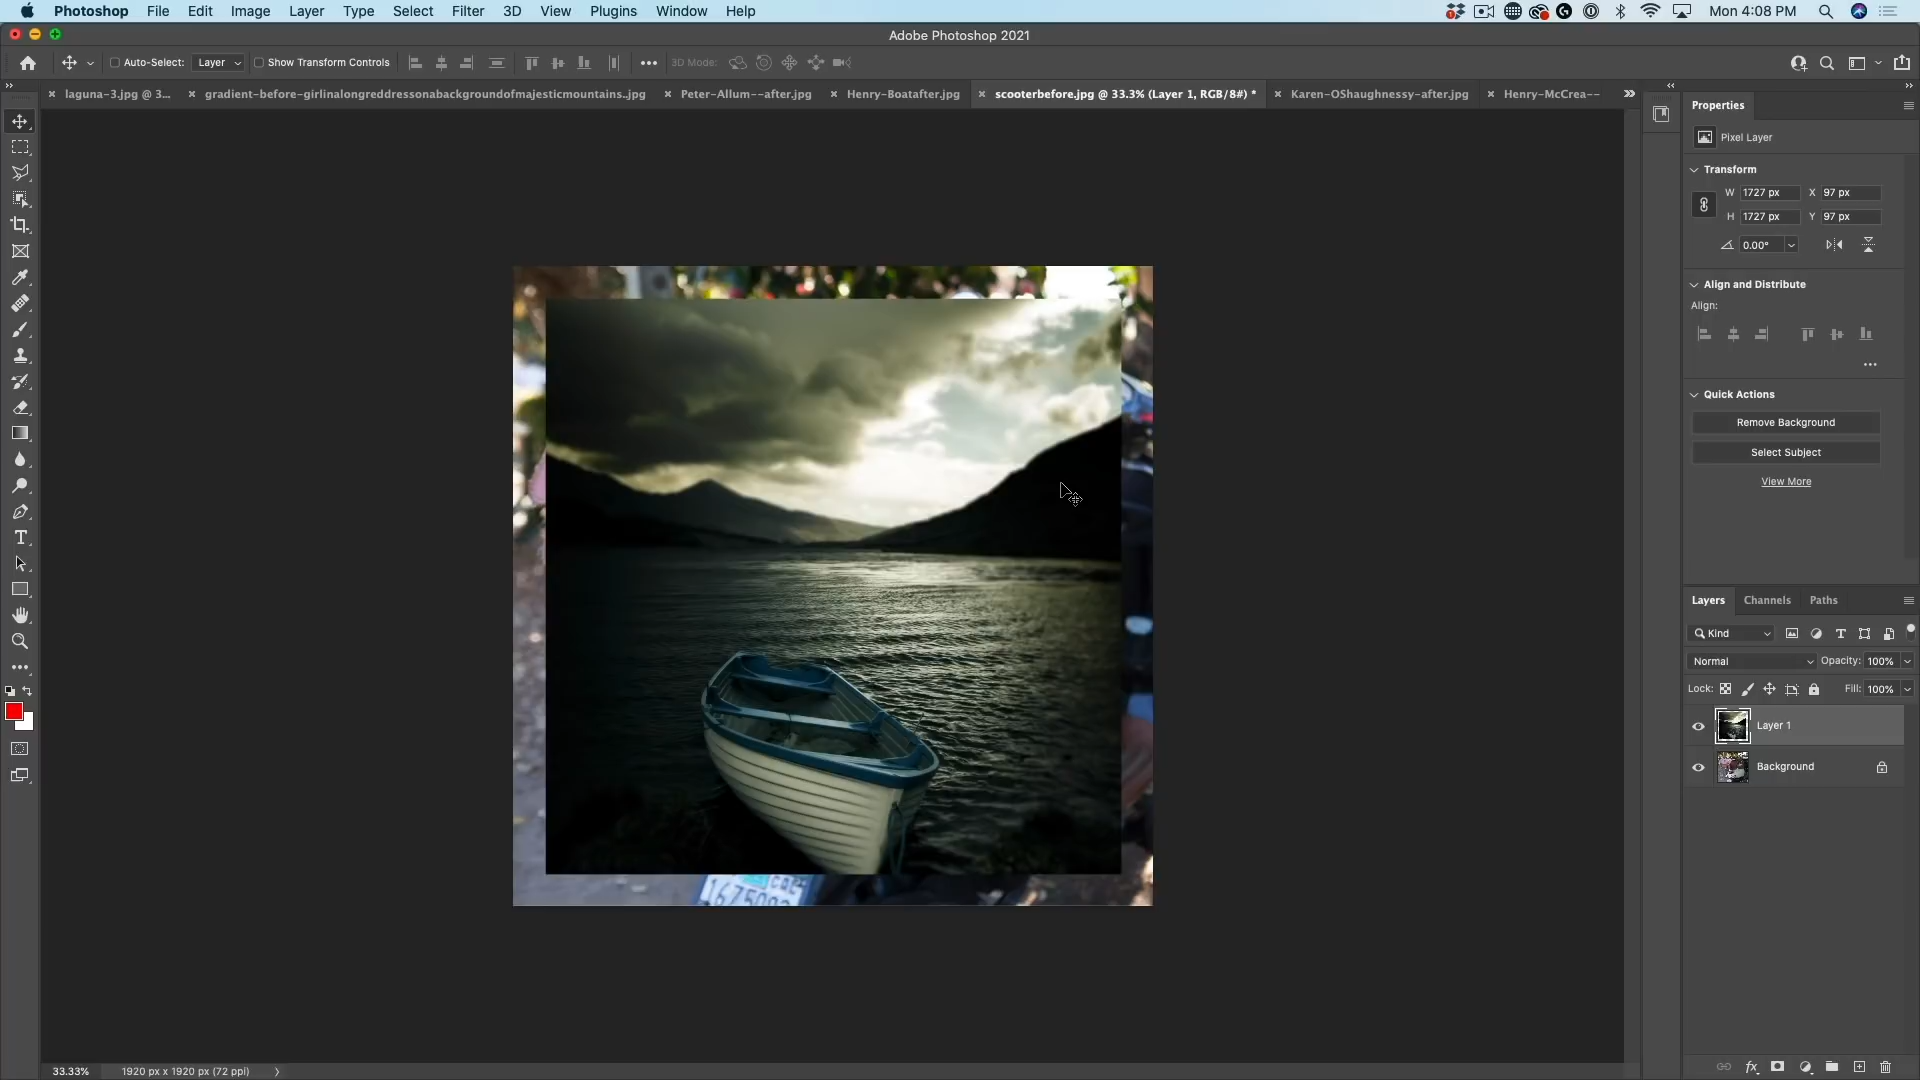 Photoshop File Edit Image Layer Type Select Filter 3D View Plugins Window Help Mon 4:08 PM
Adobe Photoshop 2021
Auto-Select: Layer Show Transform Controls 3D Mode:
laguna-3.jpg @ 3... gradient-before-girlinalongreddressonabackgroundofmajesticmountains..jpg Peter-Allum--after.jpg Henry-Boatafter.jpg scooterbefore.jpg @ 33.3% (Layer 1, RGB/8#) * Karen-OShaughnessy-after.jpg Henry-McCrea--
Properties
Pixel Layer
Transform
W 1727 px X 97 px
H 1727 px Y 97 px
0.00°
Align and Distribute
Align:
Quick Actions
Remove Background
Select Subject
View More
Layers Channels Paths
Kind
Normal Opacity: 100%
Lock: Fill: 100%
Layer 1
Background
33.33% 1920 px x 1920 px (72 ppi)